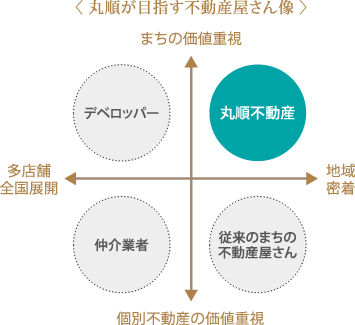 〈 丸順が目指す不動産屋さん像 〉
まちの価値重視
デベロッパー
丸順不動産
多店舗
全国展開
地域
密着
仲介業者
従来のまちの
不動産屋さん
個別不動産の価値重視